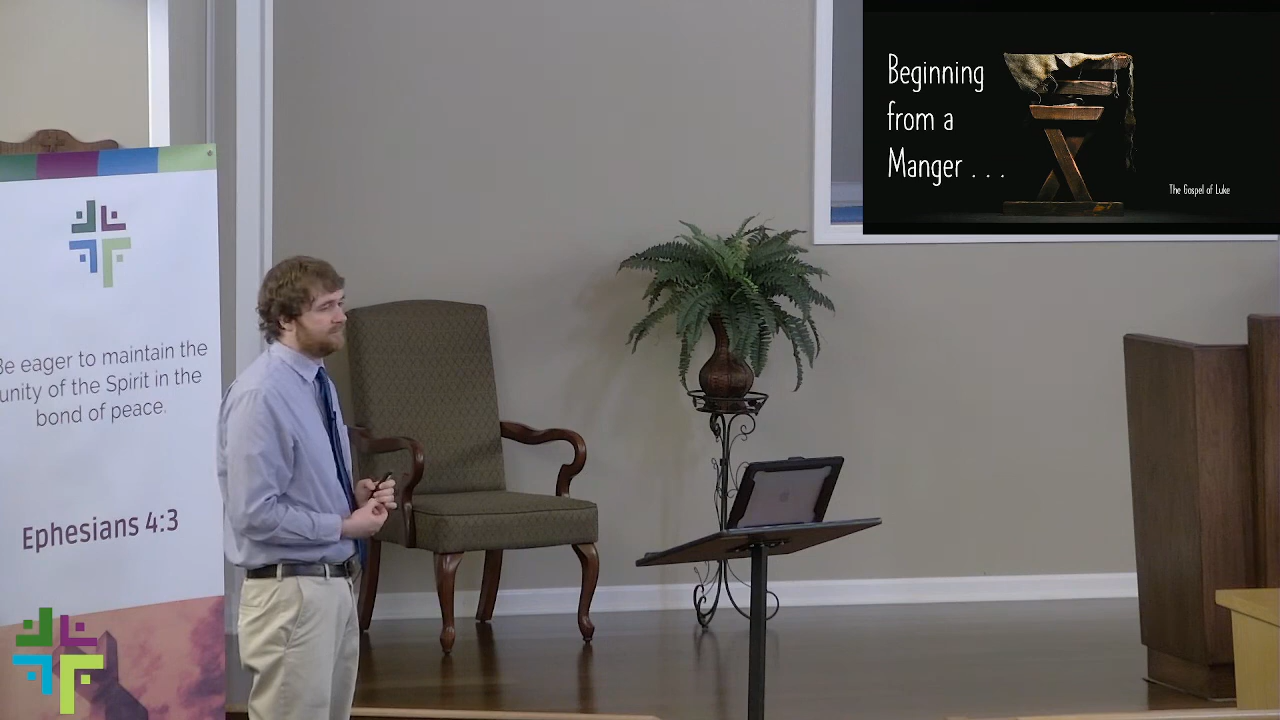 Beginning
from a
Manger . . .
The Gospel of Luke
Be eager to maintain the
unity of the Spirit in the
bond of peace.
Ephesians 4:3